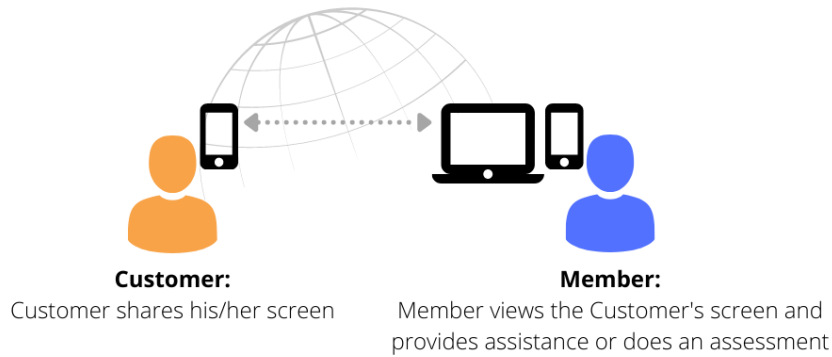 Customer:
Customer shares his/her screen
Member:
Member views the Customer's screen and
provides assistance or does an assessment